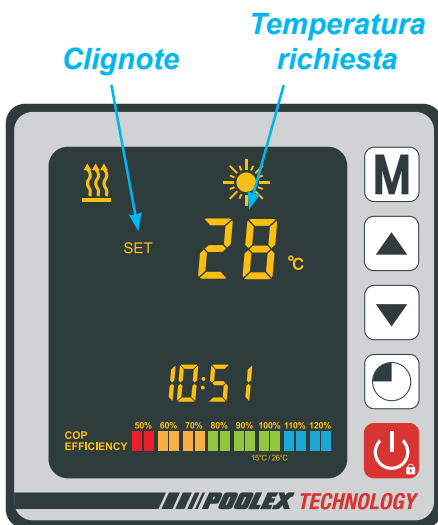 Temperatura
richiesta
Clignote
M
SET
28 °C
10:51
50% 60% 70% 80% 90% 100% 110% 120%
COP
EFFICIENCY
15°C / 26°C
POOLEX TECHNOLOGY